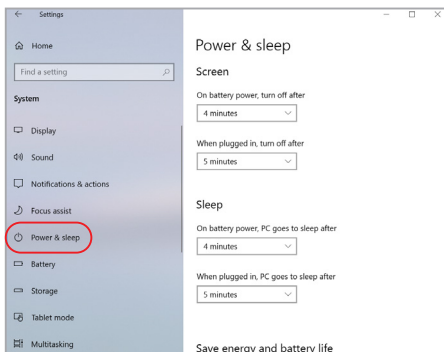 Settings
Home
Find a setting
System
Display
Sound
Notifications & actions
Focus assist
Power & sleep
Battery
Storage
Tablet mode
Multitasking
Power & sleep
Screen
On battery power, turn off after
4 minutes
When plugged in, turn off after
5 minutes
Sleep
On battery power, PC goes to sleep after
4 minutes
When plugged in, PC goes to sleep after
5 minutes
Save energy and battery life